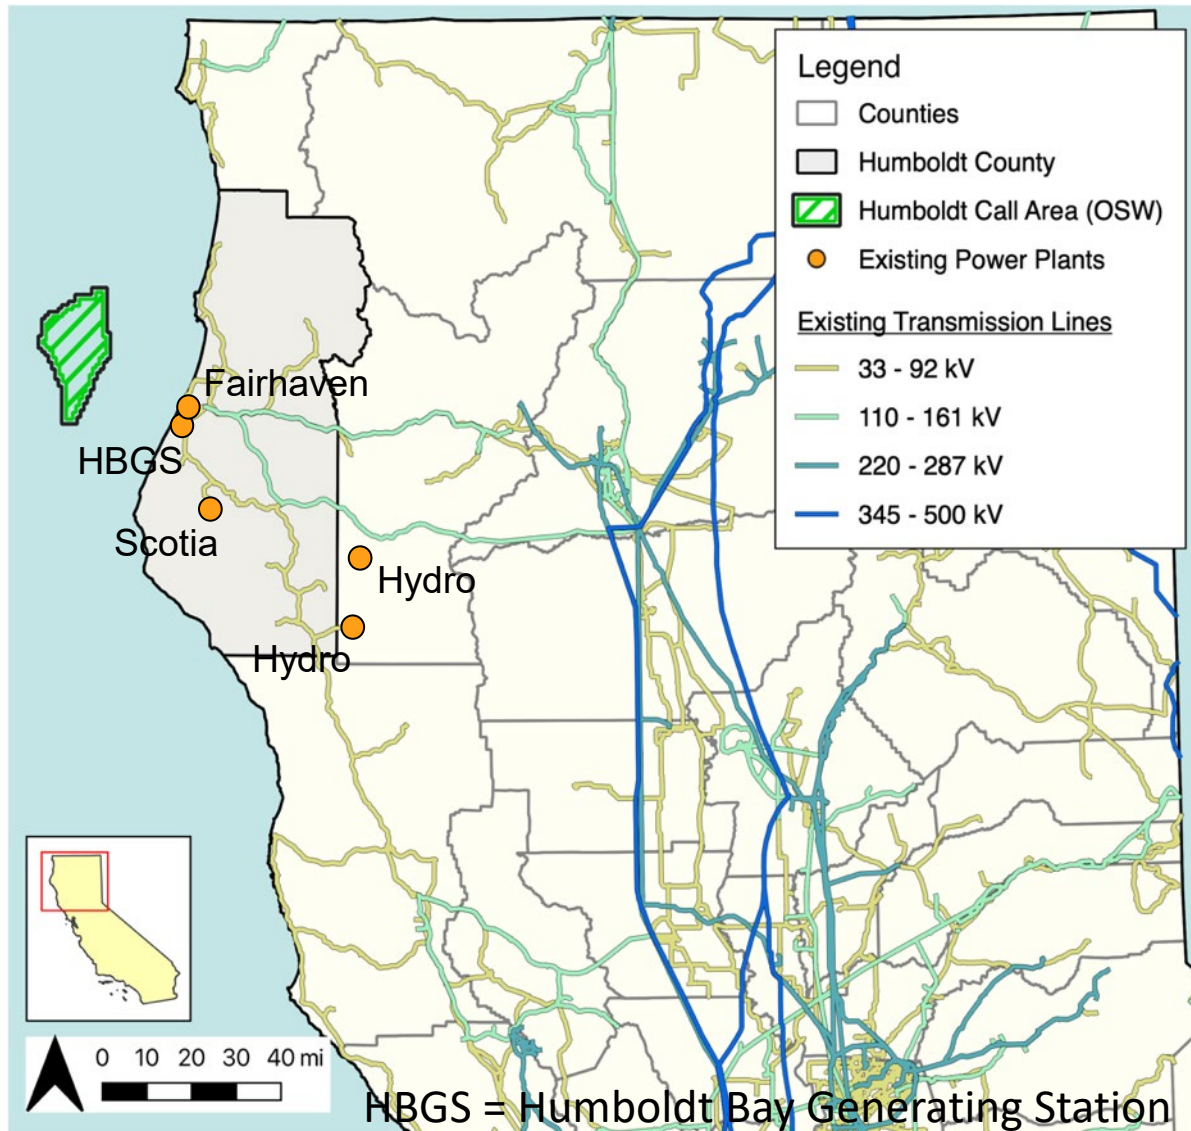 Legend
Counties
Humboldt County
Humboldt Call Area (OSW)
Existing Power Plants
Existing Transmission Lines
33 - 92 kV
110 - 161 kV
220 - 287 kV
345 - 500 kV
Fairhaven
HBGS
Scotia
Hydro
Hydro
0 10 20 30 40 mi
HBGS = Humboldt Bay Generating Station